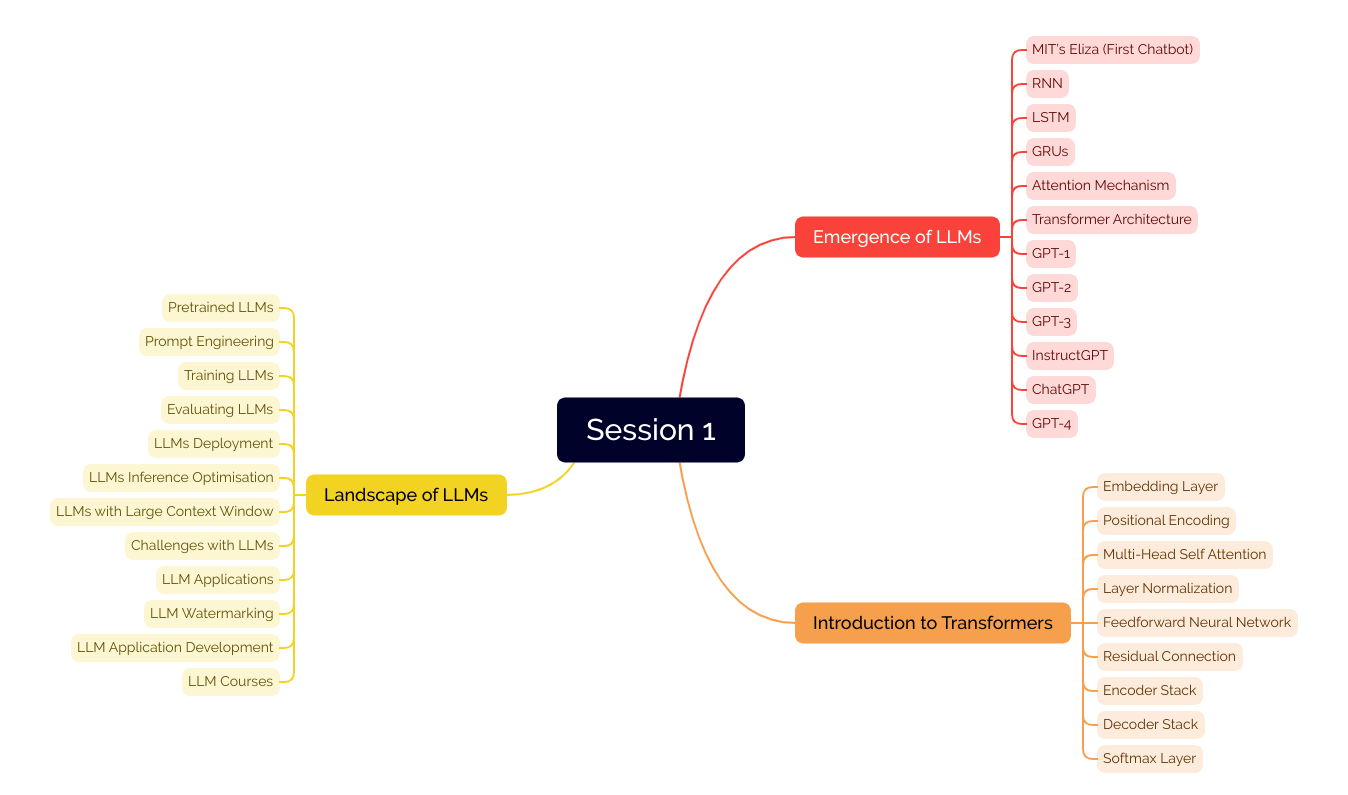 Session 1
Emergence of LLMs
MIT's Eliza (First Chatbot)
RNN
LSTM
GRUs
Attention Mechanism
Transformer Architecture
GPT-1
GPT-2
GPT-3
InstructGPT
ChatGPT
GPT-4
Introduction to Transformers
Embedding Layer
Positional Encoding
Multi-Head Self Attention
Layer Normalization
Feedforward Neural Network
Residual Connection
Encoder Stack
Decoder Stack
Softmax Layer
Landscape of LLMs
Pretrained LLMs
Prompt Engineering
Training LLMs
Evaluating LLMs
LLMs Deployment
LLMs Inference Optimisation
LLMs with Large Context Window
Challenges with LLMs
LLM Applications
LLM Watermarking
LLM Application Development
LLM Courses